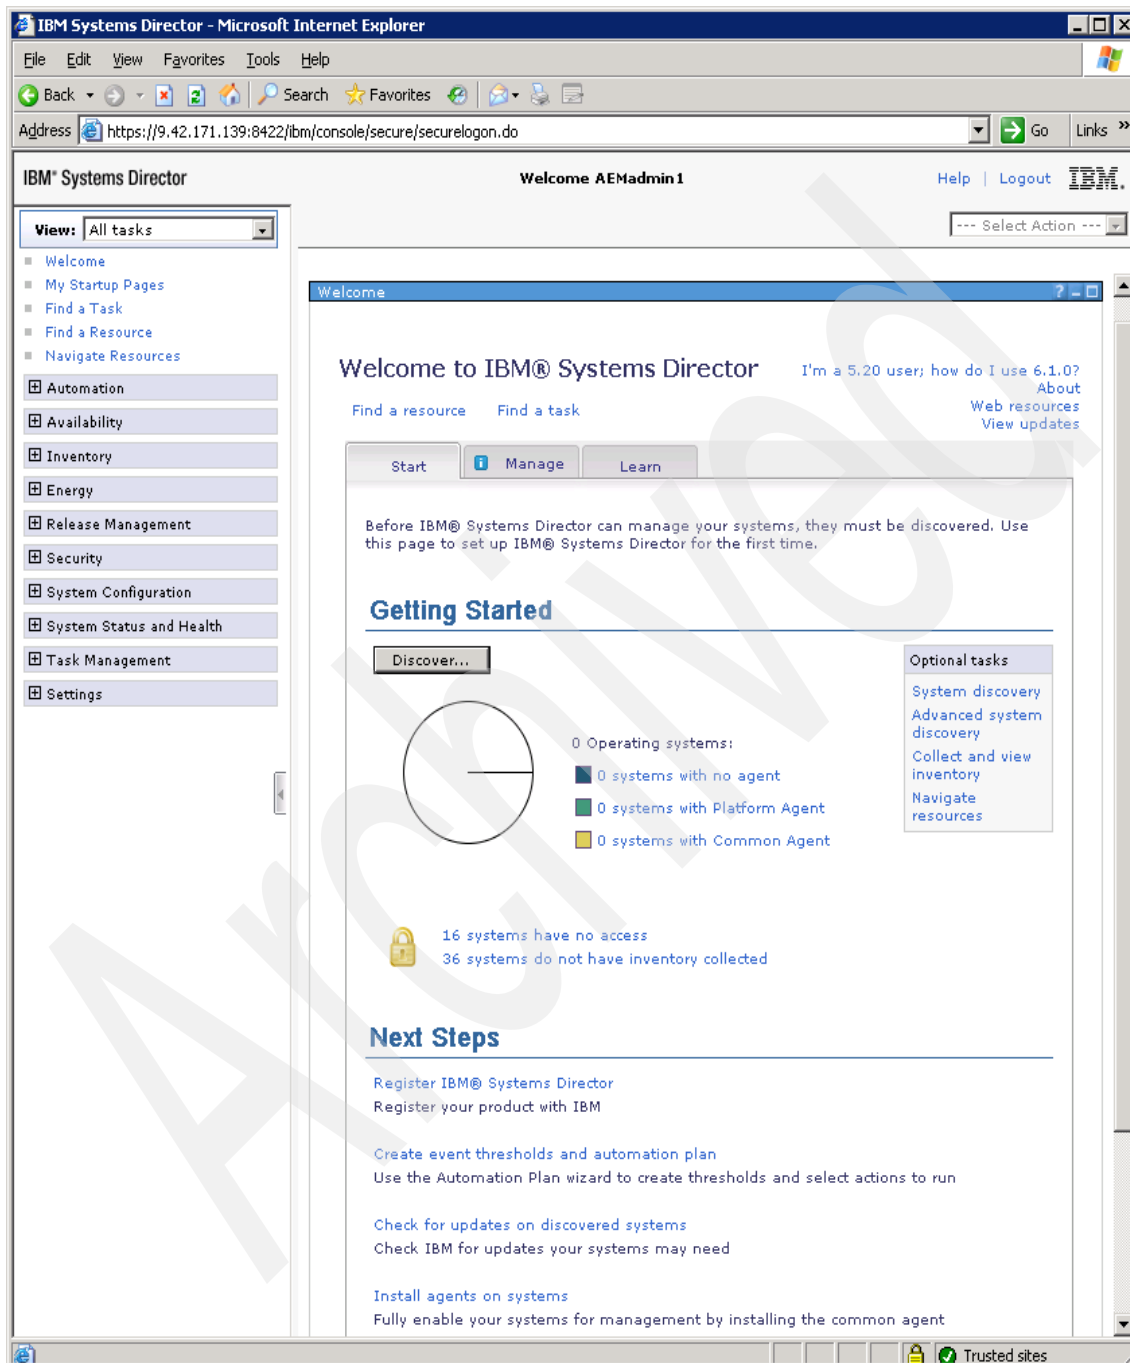 IBM Systems Director - Microsoft Internet Explorer
File Edit View Favorites Tools Help
Back Search Favorites
Address https://9.42.171.139:8422/ibm/console/secure/securelogon.do Go Links »
IBM® Systems Director Welcome AEMadmin1 Help | Logout IBM.
View: All tasks --- Select Action ---
Welcome
My Startup Pages
Find a Task
Find a Resource
Navigate Resources
Automation
Availability
Inventory
Energy
Release Management
Security
System Configuration
System Status and Health
Task Management
Settings
Welcome ?
Welcome to IBM® Systems Director
I'm a 5.20 user; how do I use 6.1.0?
About
Web resources
View updates
Find a resource Find a task
Start Manage Learn
Before IBM® Systems Director can manage your systems, they must be discovered. Use
this page to set up IBM® Systems Director for the first time.
Getting Started
Discover...
0 Operating systems:
0 systems with no agent
0 systems with Platform Agent
0 systems with Common Agent
Optional tasks
System discovery
Advanced system
discovery
Collect and view
inventory
Navigate
resources
16 systems have no access
36 systems do not have inventory collected
Next Steps
Register IBM® Systems Director
Register your product with IBM
Create event thresholds and automation plan
Use the Automation Plan wizard to create thresholds and select actions to run
Check for updates on discovered systems
Check IBM for updates your systems may need
Install agents on systems
Fully enable your systems for management by installing the common agent
Trusted sites
Archived